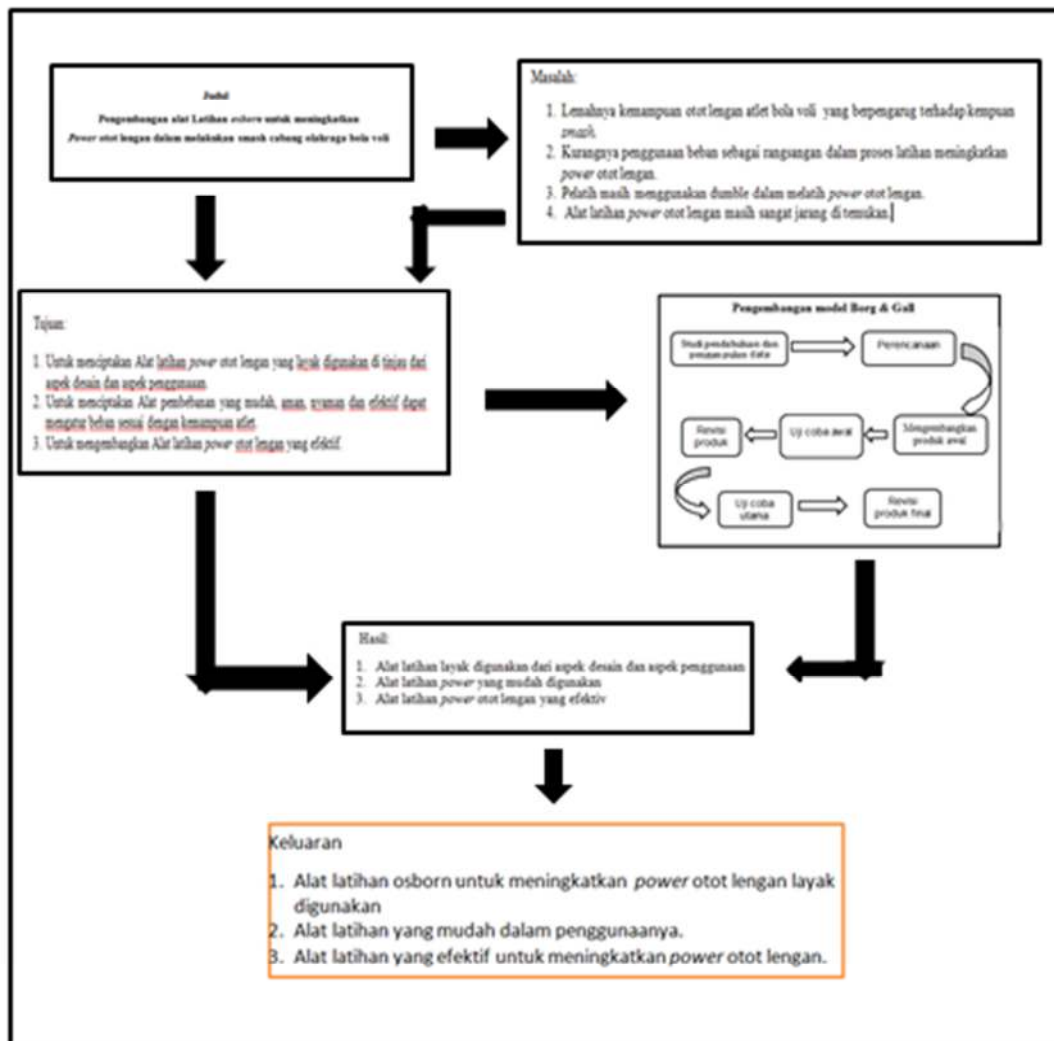 Judul:
Pengembangan alat Latihan osborn untuk meningkatkan
Power otot lengan dalam melakukan smash cabang olahraga bola voli
Masalah:
1. Lemahnya kemampuan otot lengan atlet bola voli yang berpengarug terhadap kempuan
smash.
2. Kurangnya penggunaan beban sebagai rangsangan dalam proses latihan meningkatkan
power otot lengan.
3. Pelatih masih menggunakan dumble dalam melatih power otot lengan.
4. Alat latihan power otot lengan masih sangat jarang di temukan.
Tujuan:
1. Untuk menciptakan Alat latihan power otot lengan yang layak digunakan di tinjau dari
aspek desain dan aspek penggunaan.
2. Untuk menciptakan Alat pembebanan yang mudah, aman, nyaman dan efektif dapat
mengatur beban sesuai dengan kemampuan atlet.
3. Untuk mengembangkan Alat latihan power otot lengan yang efektif.
Pengembangan model Borg & Gall
Studi pendahuluan dan
pengumpulan data
Perencanaan
Revisi
produk
Uji coba awal
Mengembangkan
produk awal
Uji coba
utama
Revisi
produk final
Hasil:
1. Alat latihan layak digunakan dari aspek desain dan aspek penggunaan
2. Alat latihan power yang mudah digunakan
3. Alat latihan power otot lengan yang efektiv
Keluaran
1. Alat latihan osborn untuk meningkatkan power otot lengan layak
digunakan
2. Alat latihan yang mudah dalam penggunaanya.
3. Alat latihan yang efektif untuk meningkatkan power otot lengan.